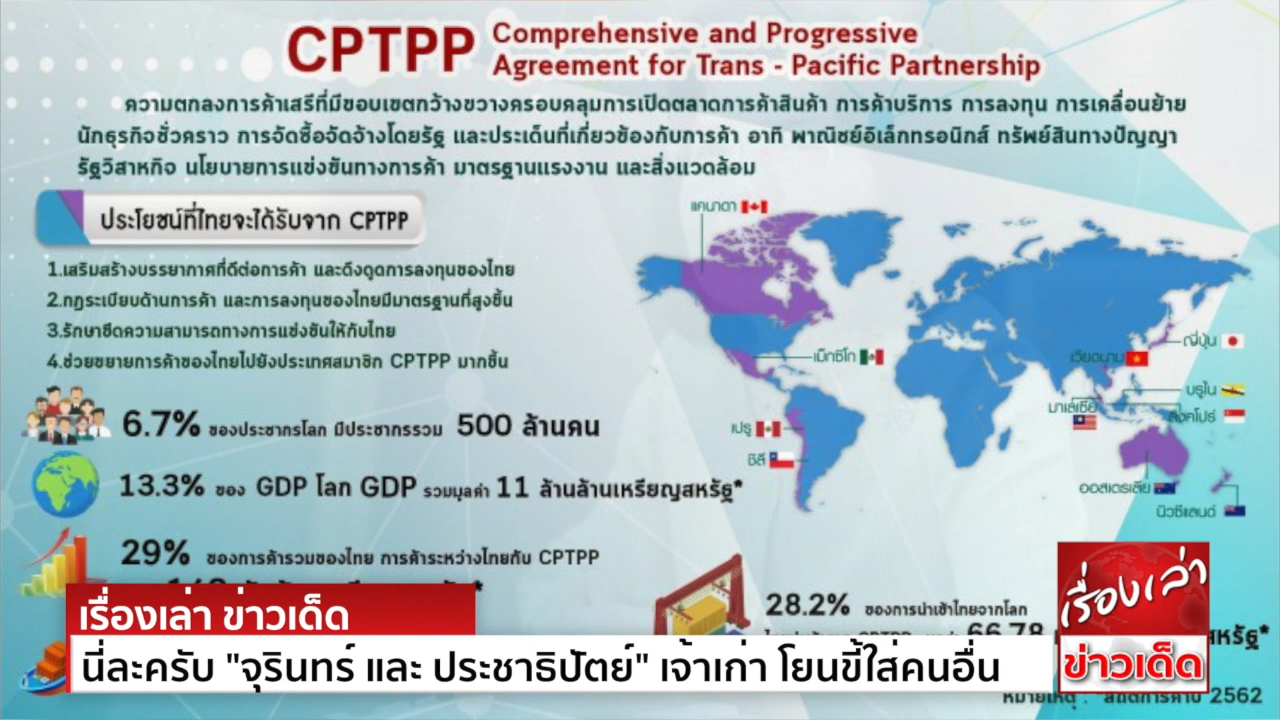 CPTPP Comprehensive and Progressive
Agreement for Trans - Pacific Partnership
ความตกลงการค้าเสรีที่มีขอบเขตกว้างขวางครอบคลุมการเปิดตลาดการค้าสินค้า การค้าบริการ การลงทุน การเคลื่อนย้าย
นักธุรกิจชั่วคราว การจัดซื้อจัดจ้างโดยรัฐ และประเด็นที่เกี่ยวข้องกับการค้า อาทิ พาณิชย์อิเล็กทรอนิกส์ ทรัพย์สินทางปัญญา
รัฐวิสาหกิจ นโยบายการแข่งขันทางการค้า มาตรฐานแรงงาน และสิ่งแวดล้อม
ประโยชน์ที่ไทยจะได้รับจาก CPTPP
1.เสริมสร้างบรรยากาศที่ดีต่อการค้า และดึงดูดการลงทุนของไทย
2.กฎระเบียบด้านการค้า และการลงทุนของไทยมีมาตรฐานที่สูงขึ้น
3.รักษาขีดความสามารถทางการแข่งขันให้กับไทย
4.ช่วยขยายการค้าของไทยไปยังประเทศสมาชิก CPTPP มากขึ้น
แคนาดา
เม็กซิโก
เปรู
ชิลี
ญี่ปุ่น
เวียดนาม
บรูไน
มาเลเซีย
สิงคโปร์
ออสเตรเลีย
นิวซีแลนด์
6.7% ของประชากรโลก มีประชากรรวม 500 ล้านคน
13.3% ของ GDP โลก GDP รวมมูลค่า 11 ล้านล้านเหรียญสหรัฐ*
29% ของการค้ารวมของไทย การค้าระหว่างไทยกับ CPTPP
28.2% ของการนำเข้าไทยจากโลก
66.78
หรัฐ*
หมายเหตุ : *สถิติการค้าปี 2562
เรื่องเล่า ข่าวเด็ด
นี่ละครับ "จุรินทร์ และ ประชาธิปัตย์" เจ้าเก่า โยนขี้ใส่คนอื่น
เรื่องเล่า
ข่าวเด็ด